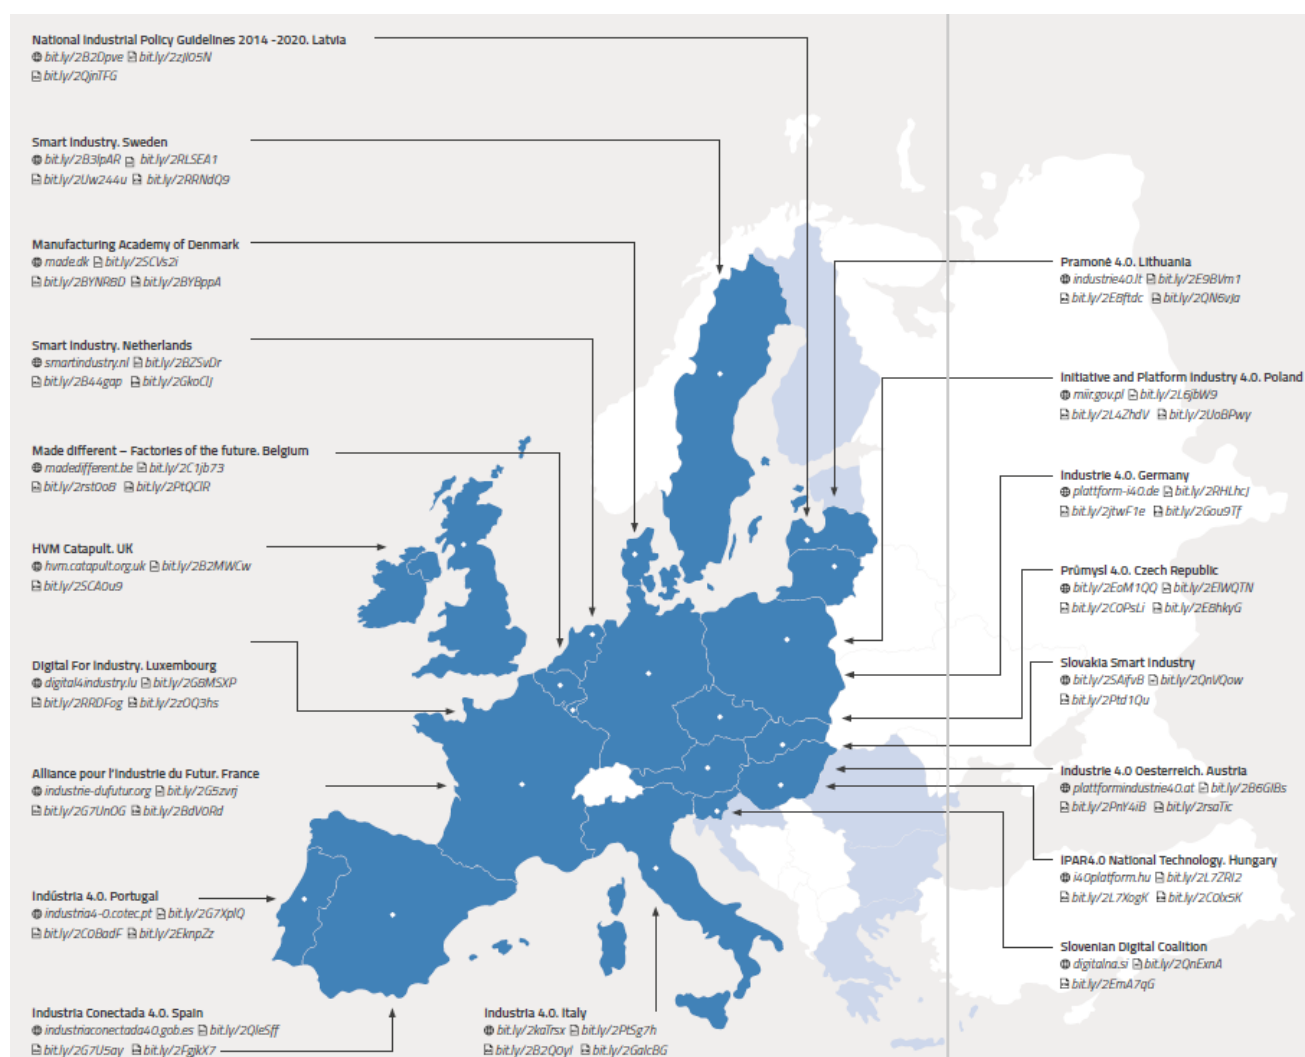 National Industrial Policy Guidelines 2014 -2020. Latvia
bit.ly/2B2Dpve bit.ly/2zJI05N
bit.ly/2QjnTFG
Smart Industry. Sweden
bit.ly/2B3lpAR bit.ly/2RLSEA1
bit.ly/2Uw244u bit.ly/2RRNdQ9
Manufacturing Academy of Denmark
made.dk bit.ly/2SCVs2i
bit.ly/2BYNR8D bit.ly/2BYBppA
Smart Industry. Netherlands
smartindustry.nl bit.ly/2BZSvDr
bit.ly/2B44gap bit.ly/2GkoClj
Made different – Factories of the future. Belgium
madedifferent.be bit.ly/2C1jb73
bit.ly/2rst0o8 bit.ly/2PtQClR
HVM Catapult. UK
hvm.catapult.org.uk bit.ly/2B2MWCw
bit.ly/2SCA0u9
Digital For Industry. Luxembourg
digital4industry.lu bit.ly/2G8MSXP
bit.ly/2RRDFog bit.ly/2zOQ3hs
Alliance pour l'Industrie du Futur. France
industrie-dufutur.org bit.ly/2G5zvrj
bit.ly/2G7UnOG bit.ly/2BdV0Rd
Indústria 4.0. Portugal
industria4-0.cotec.pt bit.ly/2G7XplQ
bit.ly/2C0BadF bit.ly/2EknpZz
Industria Conectada 4.0. Spain
industriaconectada40.gob.es bit.ly/2QleSff
bit.ly/2G7U5ay bit.ly/2FgjkX7
Industria 4.0. Italy
bit.ly/2kaTrsx bit.ly/2PtSg7h
bit.ly/2B2Q0yI bit.ly/2GalcBG
Pramonė 4.0. Lithuania
industrie40.lt bit.ly/2E9BVm1
bit.ly/2E8ftdc bit.ly/2QN6vJa
Initiative and Platform Industry 4.0. Poland
miir.gov.pl bit.ly/2L6jbW9
bit.ly/2L4ZhdV bit.ly/2UoBPwy
Industrie 4.0. Germany
plattform-i40.de bit.ly/2RHLhcJ
bit.ly/2jtwF1e bit.ly/2Gou9Tf
Průmysl 4.0. Czech Republic
bit.ly/2EoM1QQ bit.ly/2ElWQTN
bit.ly/2C0PsLi bit.ly/2E8hkyG
Slovakia Smart Industry
bit.ly/2SAifvB bit.ly/2QnVQow
bit.ly/2Ptd1Qu
Industrie 4.0 Oesterreich. Austria
plattformindustrie40.at bit.ly/2B6GIBs
bit.ly/2PnY4iB bit.ly/2rsaTic
IPAR4.0 National Technology. Hungary
i40platform.hu bit.ly/2L7ZRl2
bit.ly/2L7XogK bit.ly/2C0lx5K
Slovenian Digital Coalition
digitalna.si bit.ly/2QnExnA
bit.ly/2EmA7qG